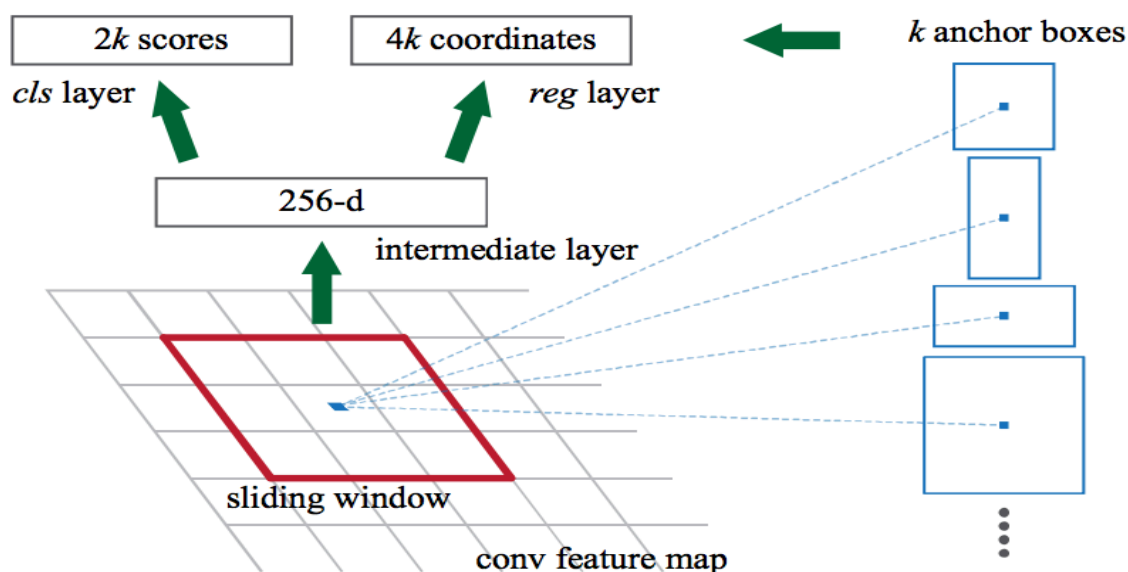 2k scores
4k coordinates
k anchor boxes
cls layer
reg layer
256-d
intermediate layer
sliding window
conv feature map